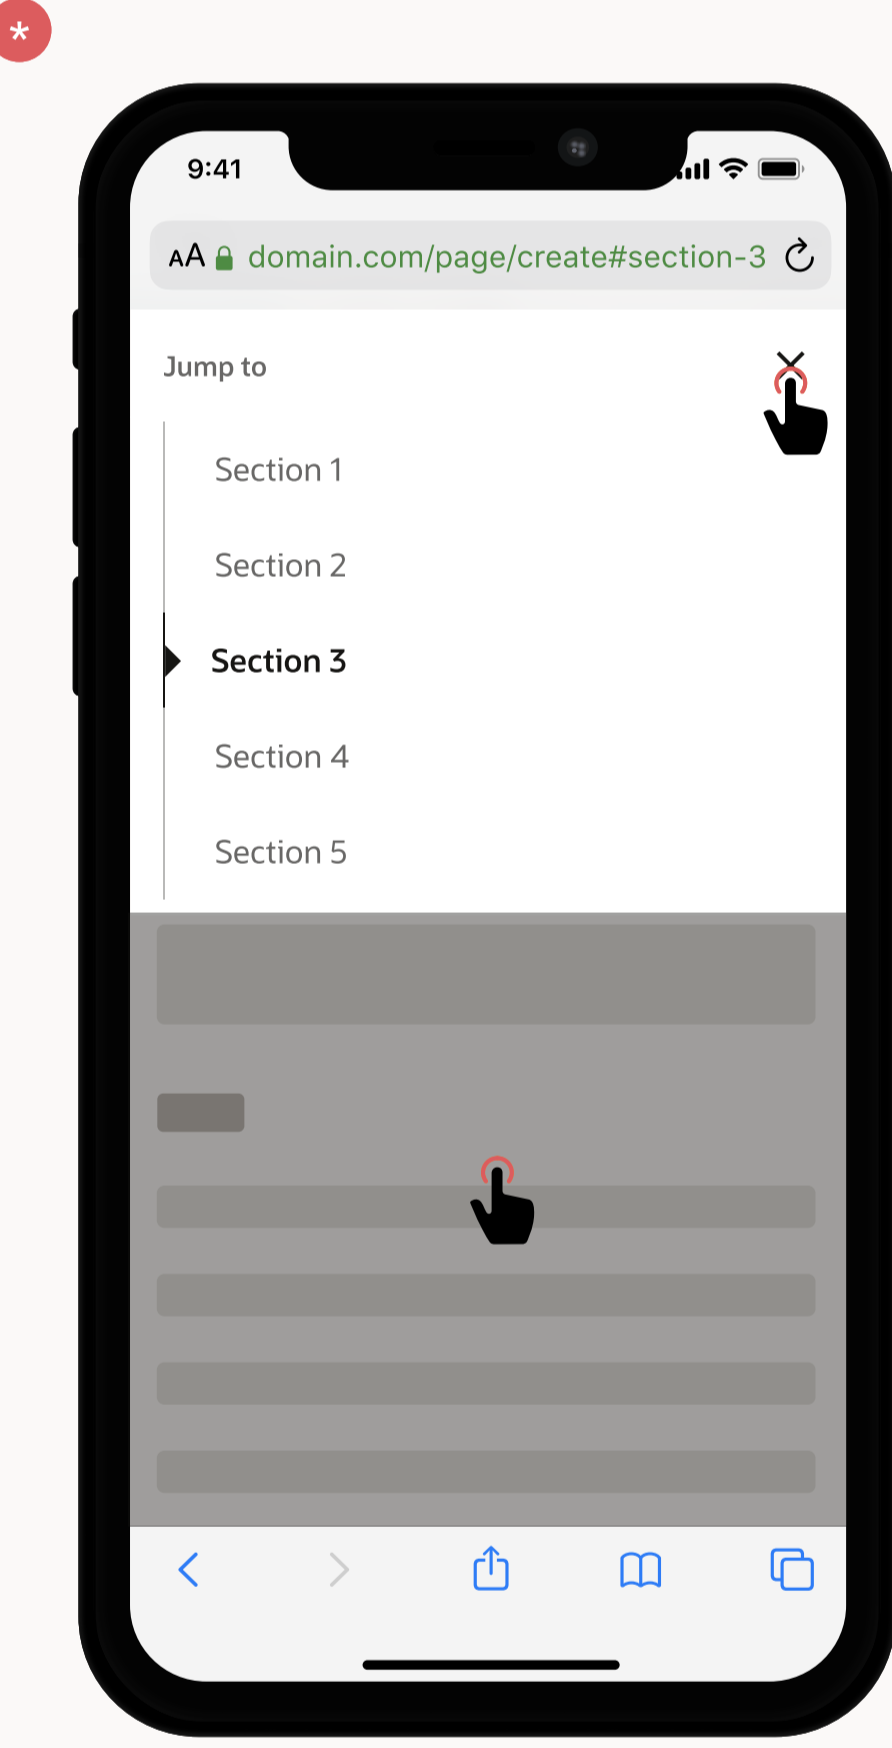 *
9:41
AA domain.com/page/create#section-3
Jump to
Section 1
Section 2
Section 3
Section 4
Section 5